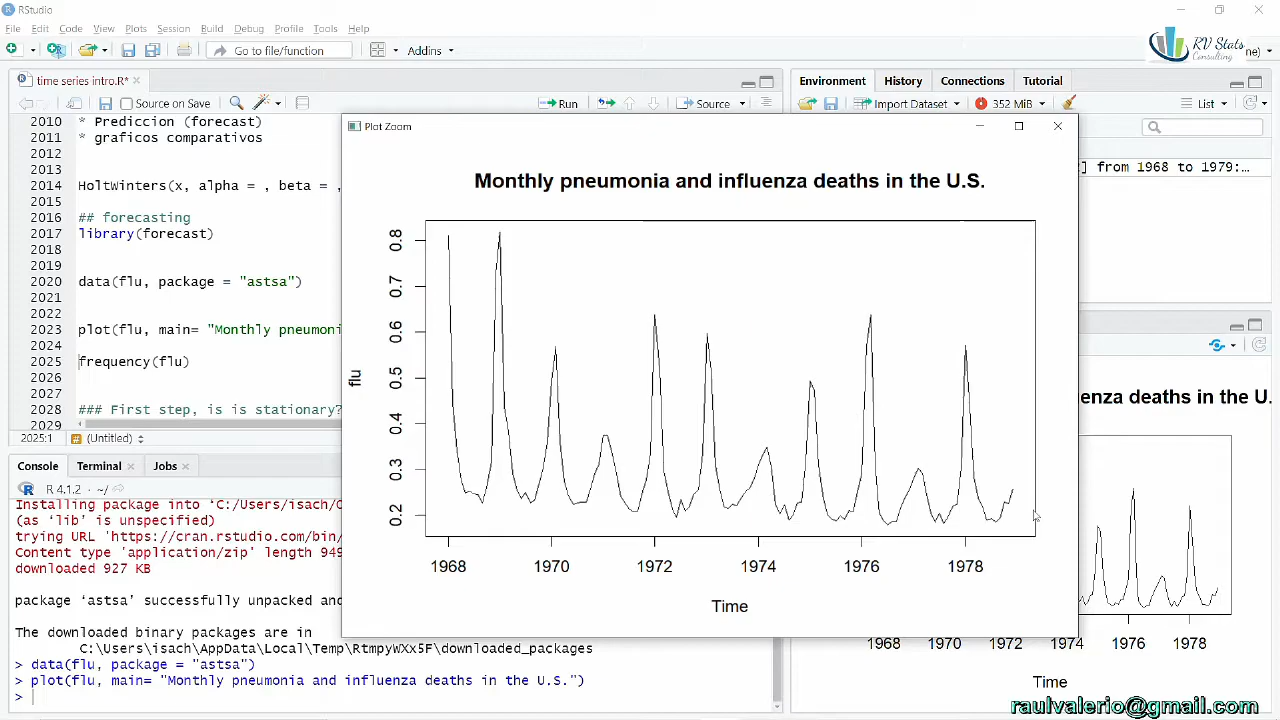 RStudio
File Edit Code View Plots Session Build Debug Profile Tools Help
Go to file/function Addins
RV Stats
Consulting
ne)
time series intro.R*
Source on Save Run Source
2010 * Prediccion (forecast)
2011 * graficos comparativos
2012
2013
2014 HoltWinters(x, alpha = , beta = ,
2015
2016 ## forecasting
2017 library(forecast)
2018
2019
2020 data(flu, package = "astsa")
2021
2022
2023 plot(flu, main= "Monthly pneumoni
2024
2025 frequency(flu)
2026
2027
2028 ### First step, is is stationary?
2029
2025:1 (Untitled)
Console Terminal Jobs
R 4.1.2 · ~/
Installing package into ‘C:/Users/isach/
(as ‘lib’ is unspecified)
trying URL 'https://cran.rstudio.com/bin/
Content type 'application/zip' length 949
downloaded 927 KB
package ‘astsa’ successfully unpacked and
The downloaded binary packages are in
C:\Users\isach\AppData\Local\Temp\RtmpyWXx5F\downloaded_packages
> data(flu, package = "astsa")
> plot(flu, main= "Monthly pneumonia and influenza deaths in the U.S.")
>
Environment History Connections Tutorial
Import Dataset 352 MiB List
] from 1968 to 1979:…
Plot Zoom
Monthly pneumonia and influenza deaths in the U.S.
0.8
0.7
0.6
0.5
0.4
0.3
0.2
flu
1968 1970 1972 1974 1976 1978
Time
enza deaths in the U.
1968 1970 1972 1974 1976 1978
Time
raulvalerio@gmail.com